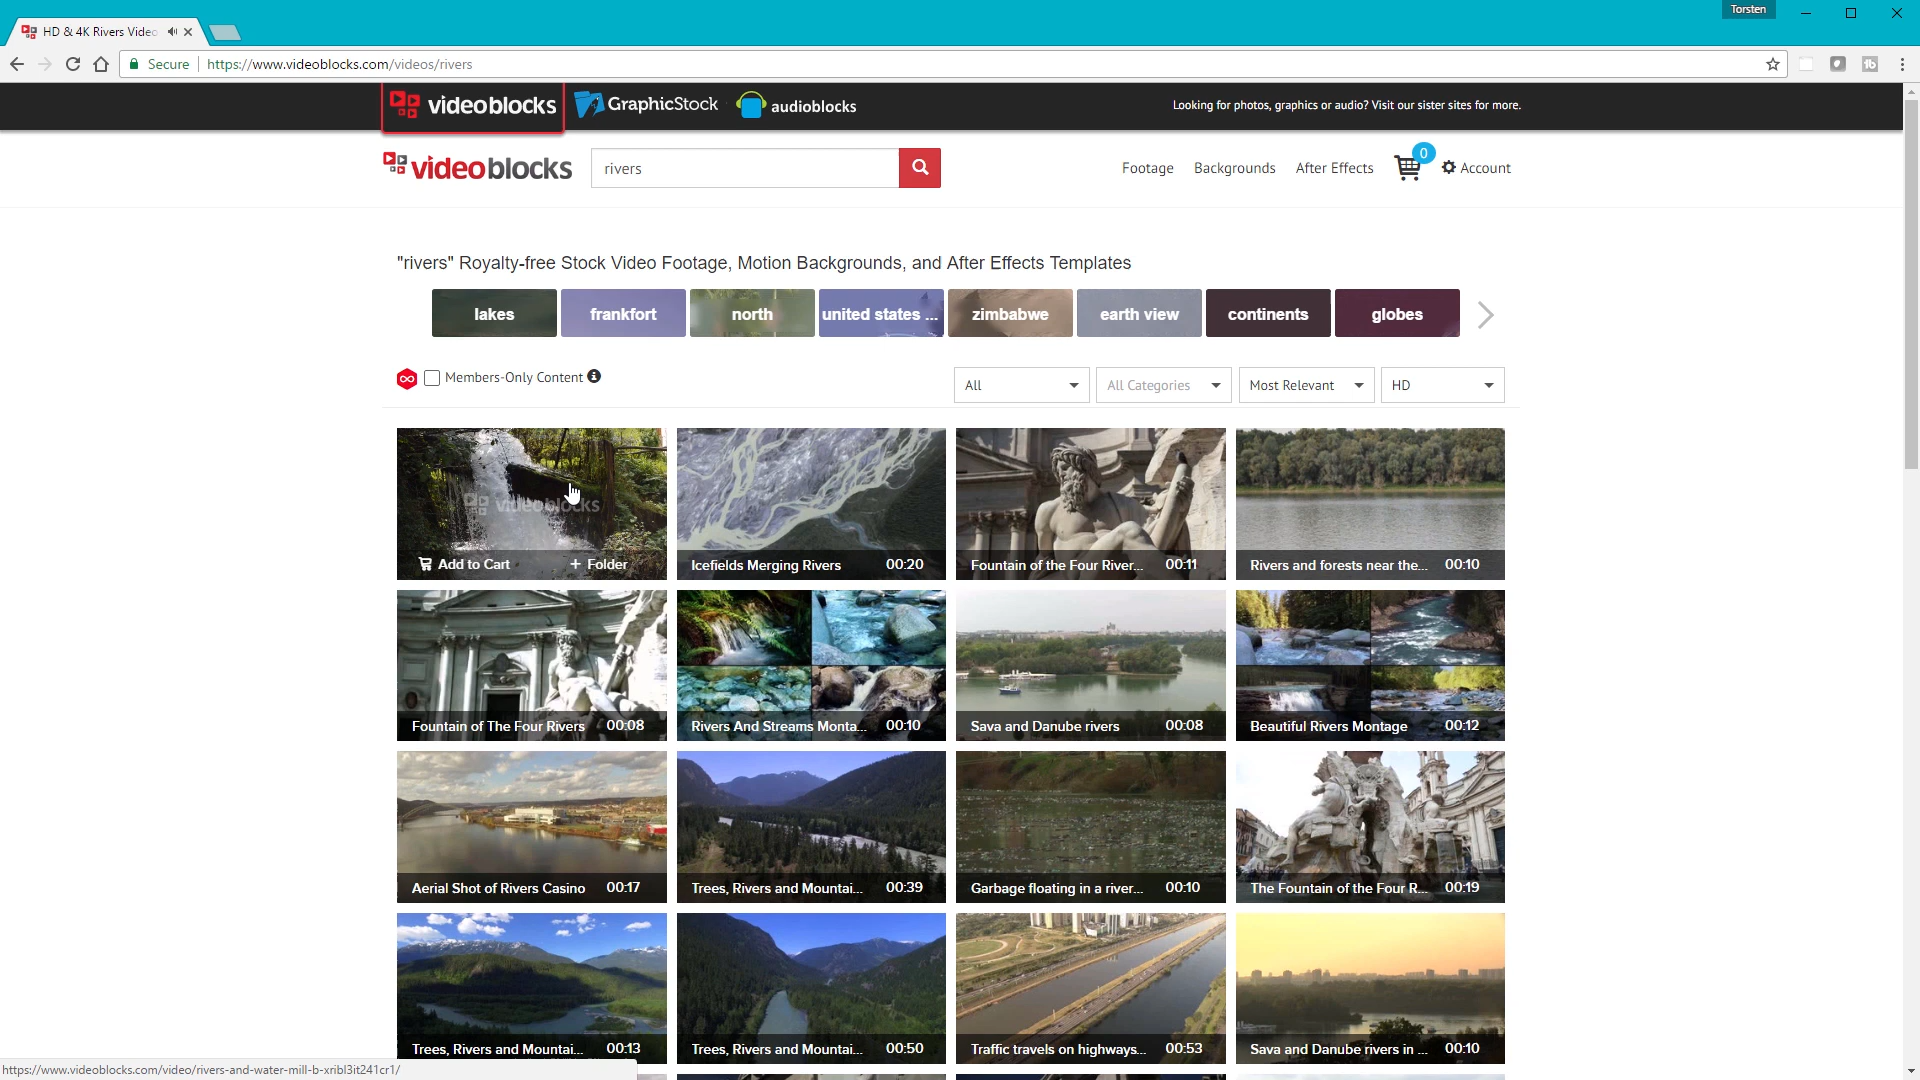 Torsten
HD & 4K Rivers Video
Secure https://www.videoblocks.com/videos/rivers
videoblocks GraphicStock audioblocks Looking for photos, graphics or audio? Visit our sister sites for more.
videoblocks rivers Footage Backgrounds After Effects 0 Account
"rivers" Royalty-free Stock Video Footage, Motion Backgrounds, and After Effects Templates
lakes frankfort north united states ... zimbabwe earth view continents globes
Members-Only Content All All Categories Most Relevant HD
videoblocks
Add to Cart + Folder Icefields Merging Rivers 00:20 Fountain of the Four River... 00:11 Rivers and forests near the... 00:10
Fountain of The Four Rivers 00:08 Rivers And Streams Monta... 00:10 Sava and Danube rivers 00:08 Beautiful Rivers Montage 00:12
Aerial Shot of Rivers Casino 00:17 Trees, Rivers and Mountai... 00:39 Garbage floating in a river... 00:10 The Fountain of the Four R... 00:19
Trees, Rivers and Mountai... 00:13 Trees, Rivers and Mountai... 00:50 Traffic travels on highways... 00:53 Sava and Danube rivers in ... 00:10
https://www.videoblocks.com/video/rivers-and-water-mill-b-xribl3it241cr1/